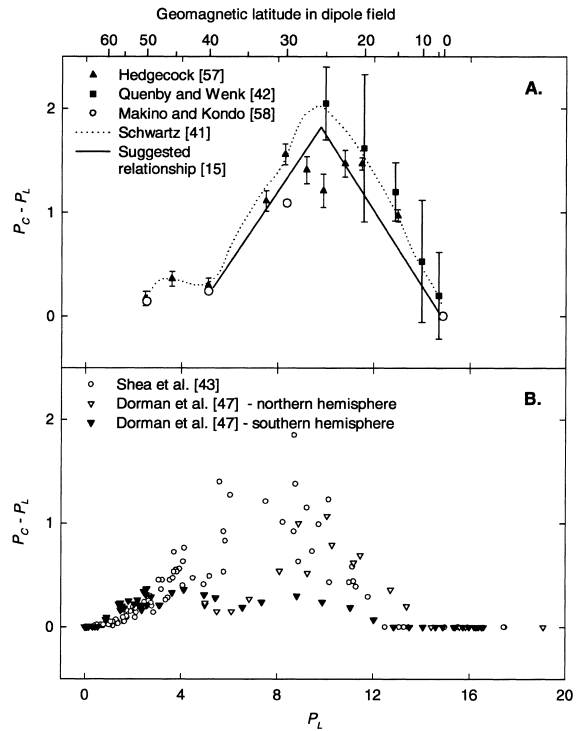 Geomagnetic latitude in dipole field
60 50 40 30 20 10 0
A.
Hedgecock [57]
Quenby and Wenk [42]
Makino and Kondo [58]
Schwartz [41]
Suggested
relationship [15]
2
1
0
P_C - P_L
B.
Shea et al. [43]
Dorman et al. [47] - northern hemisphere
Dorman et al. [47] - southern hemisphere
2
1
0
P_C - P_L
0 4 8 12 16 20
P_L